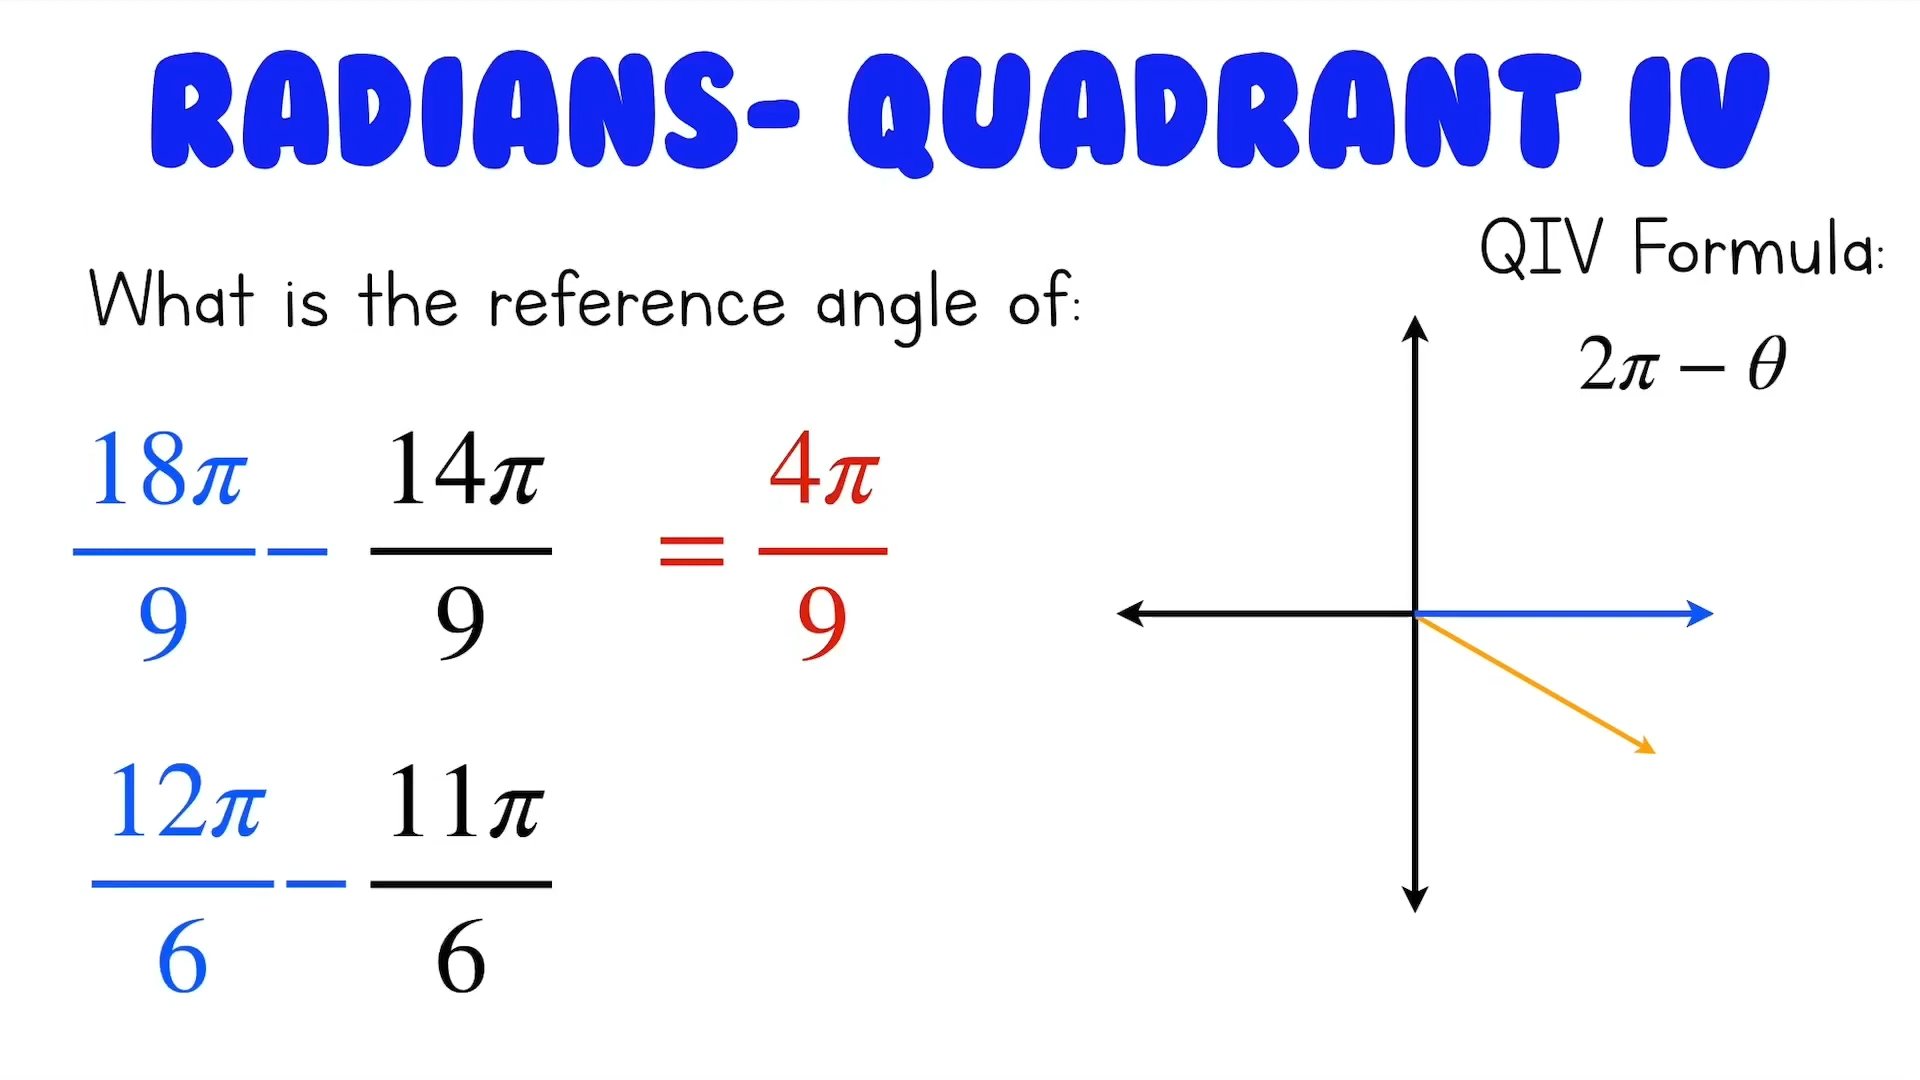 RADIANS- QUADRANT IV
QIV Formula:
2π − θ
What is the reference angle of:
18π/9 − 14π/9 = 4π/9
12π/6 − 11π/6